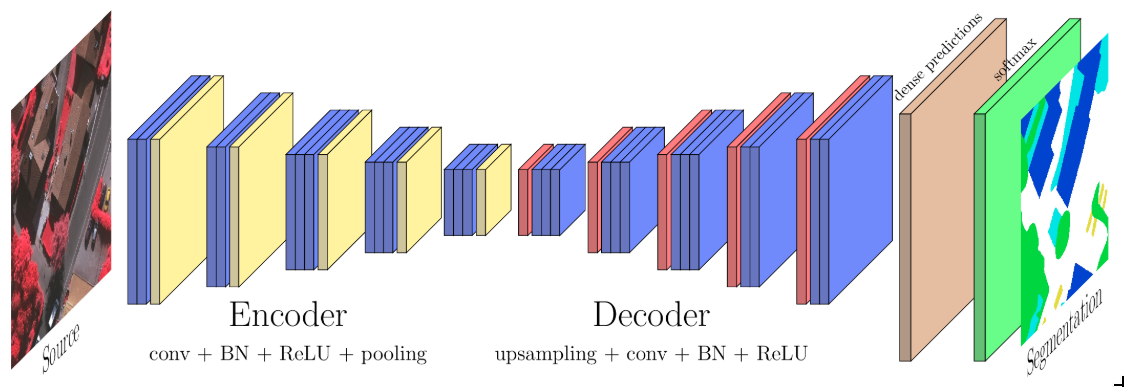 dense predictions
softmax
Source
Encoder
conv + BN + ReLU + pooling
Decoder
upsampling + conv + BN + ReLU
Segmentation